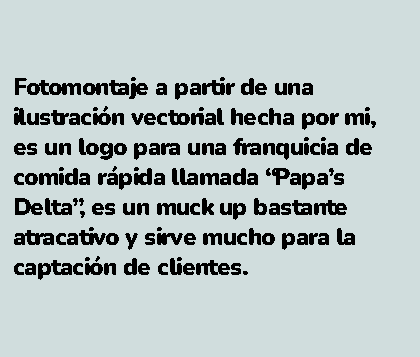 Fotomontaje a partir de una
ilustración vectorial hecha por mi,
es un logo para una franquicia de
comida rápida llamada “Papa’s
Delta”, es un muck up bastante
atracativo y sirve mucho para la
captación de clientes.